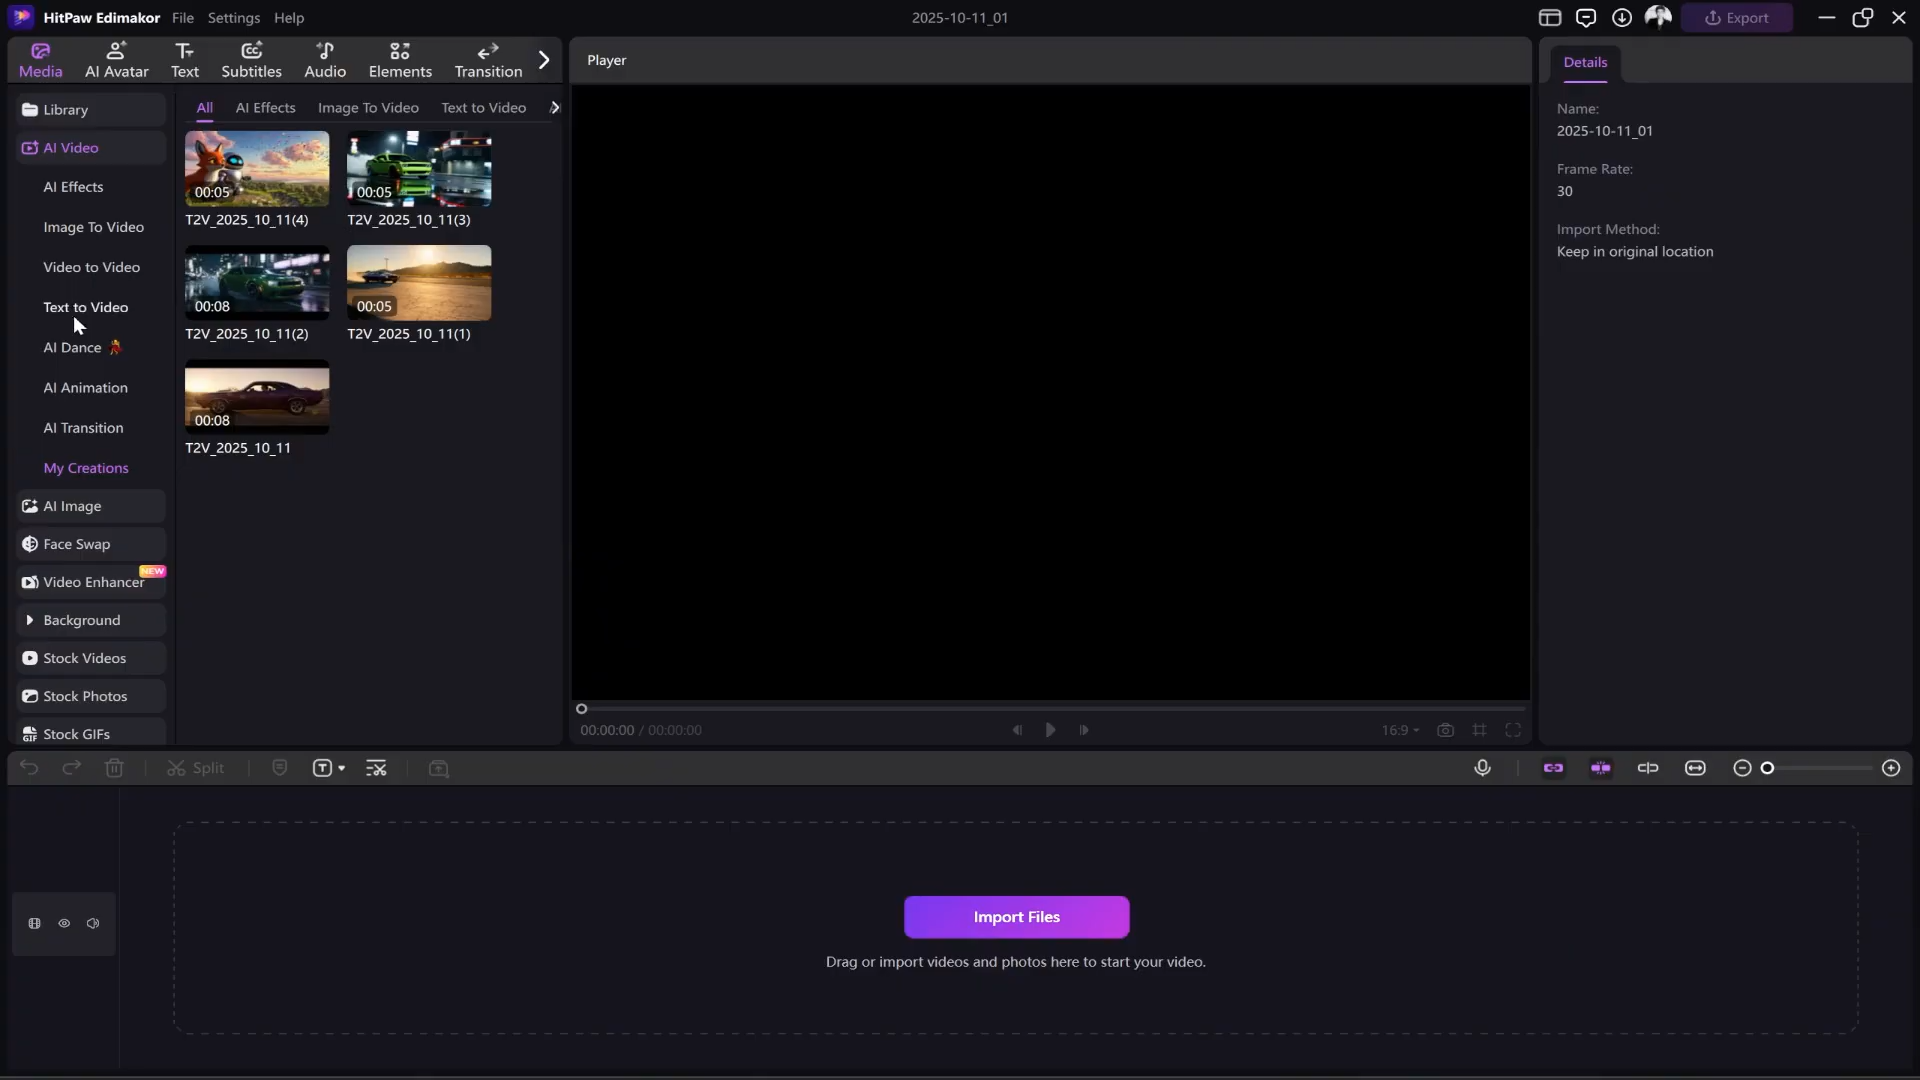 HitPaw Edimakor File Settings Help
2025-10-11_01
Export
Media AI Avatar Text Subtitles Audio Elements Transition
Library
AI Video
AI Effects
Image To Video
Video to Video
Text to Video
AI Dance
AI Animation
AI Transition
My Creations
AI Image
Face Swap
Video Enhancer
NEW
Background
Stock Videos
Stock Photos
Stock GIFs
All AI Effects Image To Video Text to Video
00:05
T2V_2025_10_11(4)
00:05
T2V_2025_10_11(3)
00:08
T2V_2025_10_11(2)
00:05
T2V_2025_10_11(1)
00:08
T2V_2025_10_11
Player
00:00:00 / 00:00:00
16:9
Details
Name:
2025-10-11_01
Frame Rate:
30
Import Method:
Keep in original location
Split
Import Files
Drag or import videos and photos here to start your video.